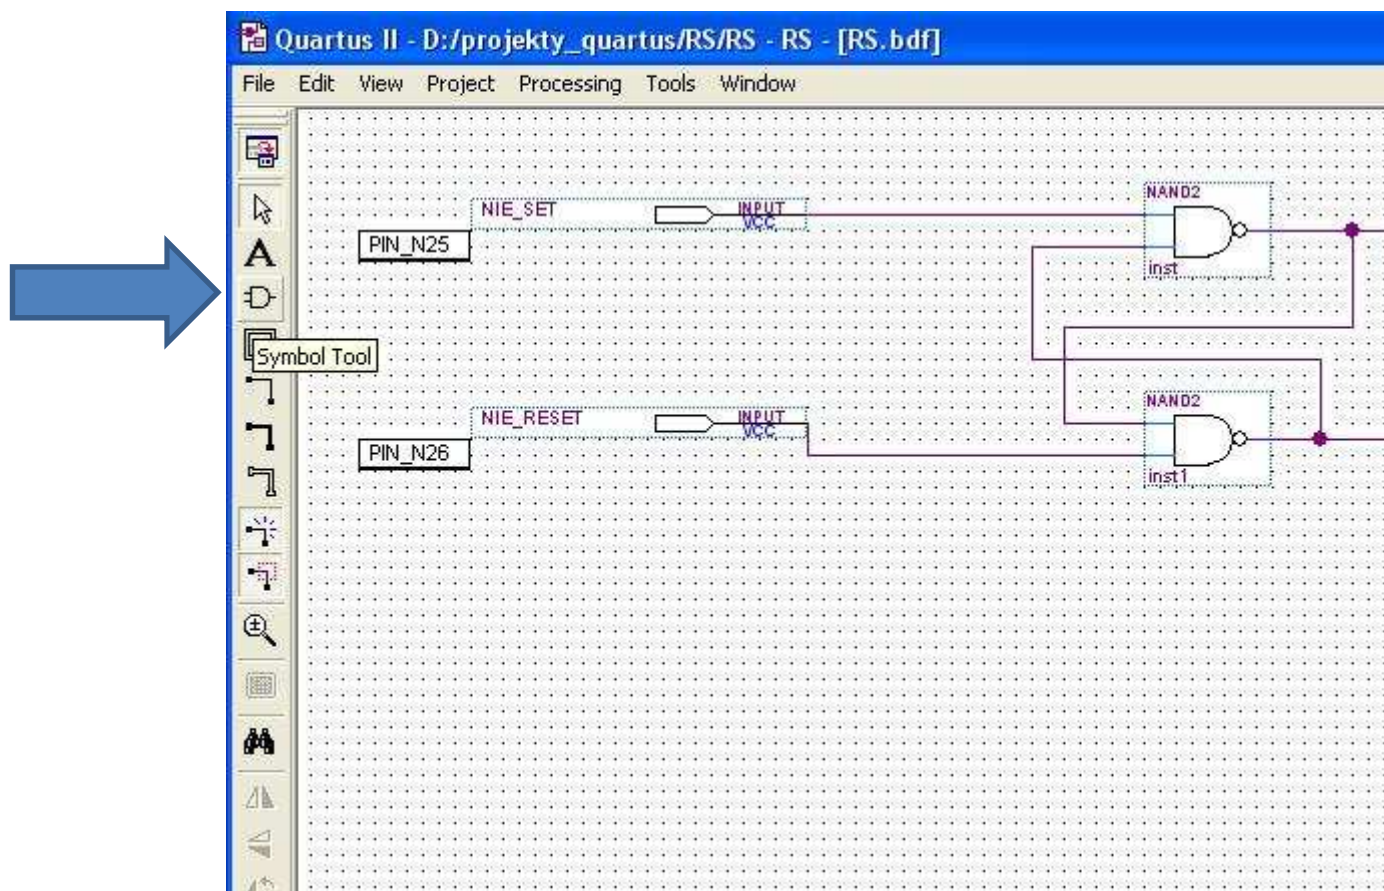 Quartus II - D:/projekty_quartus/RS/RS - RS - [RS.bdf]
File Edit View Project Processing Tools Window
NAND2
NIE_SET INPUT
VCC
PIN_N25
inst
Symbol Tool
NAND2
NIE_RESET INPUT
VCC
PIN_N26
inst1